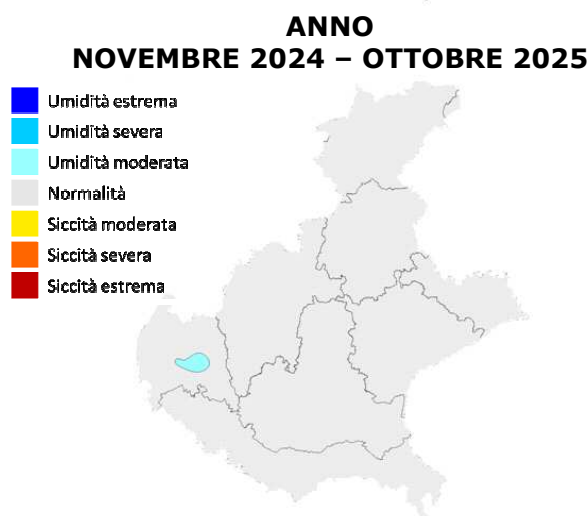 ANNO
NOVEMBRE 2024 – OTTOBRE 2025
Umidità estrema
Umidità severa
Umidità moderata
Normalità
Siccità moderata
Siccità severa
Siccità estrema